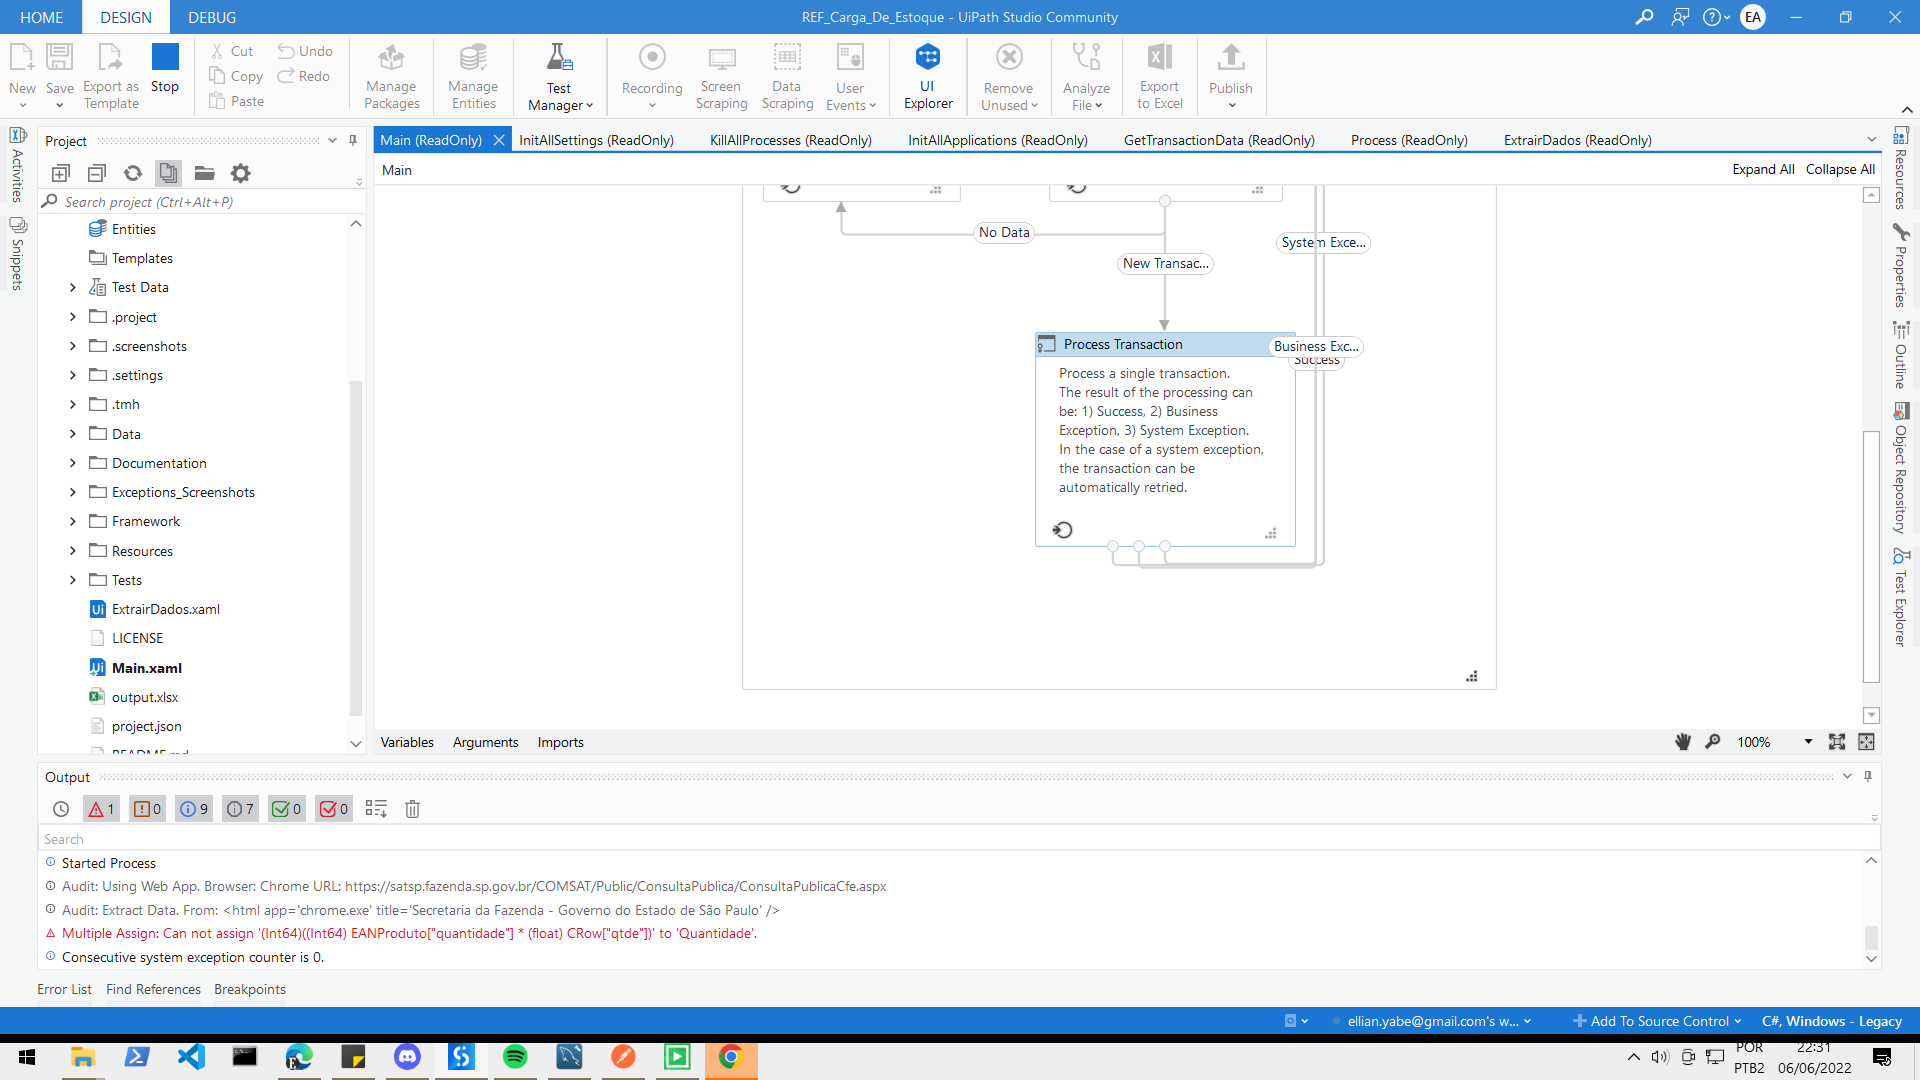 HOME
DESIGN
DEBUG
REF_Carga_De_Estoque - UiPath Studio Community
EA
New
Save
Export as
Template
Stop
Cut
Copy
Paste
Undo
Redo
Manage
Packages
Manage
Entities
Test
Manager
Recording
Screen
Scraping
Data
Scraping
User
Events
UI
Explorer
Remove
Unused
Analyze
File
Export
to Excel
Publish
Activities
Snippets
Project
Search project (Ctrl+Alt+P)
Entities
Templates
Test Data
.project
.screenshots
.settings
.tmh
Data
Documentation
Exceptions_Screenshots
Framework
Resources
Tests
ExtrairDados.xaml
LICENSE
Main.xaml
output.xlsx
project.json
README.md
Main (ReadOnly)
InitAllSettings (ReadOnly)
KillAllProcesses (ReadOnly)
InitAllApplications (ReadOnly)
GetTransactionData (ReadOnly)
Process (ReadOnly)
ExtrairDados (ReadOnly)
Main
Expand All
Collapse All
No Data
New Transac...
System Exce...
Business Exc...
Success
Process Transaction
Process a single transaction.
The result of the processing can
be: 1) Success, 2) Business
Exception, 3) System Exception.
In the case of a system exception,
the transaction can be
automatically retried.
Variables
Arguments
Imports
100%
Resources
Properties
Outline
Object Repository
Test Explorer
Output
1
0
9
7
0
0
Search
Started Process
Audit: Using Web App. Browser: Chrome URL: https://satsp.fazenda.sp.gov.br/COMSAT/Public/ConsultaPublica/ConsultaPublicaCfe.aspx
Audit: Extract Data. From: <html app='chrome.exe' title='Secretaria da Fazenda - Governo do Estado de São Paulo' />
Multiple Assign: Can not assign '(Int64)((Int64) EANProduto["quantidade"] * (float) CRow["qtde"])' to 'Quantidade'.
Consecutive system exception counter is 0.
Error List
Find References
Breakpoints
ellian.yabe@gmail.com's w...
Add To Source Control
C#, Windows - Legacy
POR
PTB2
22:31
06/06/2022